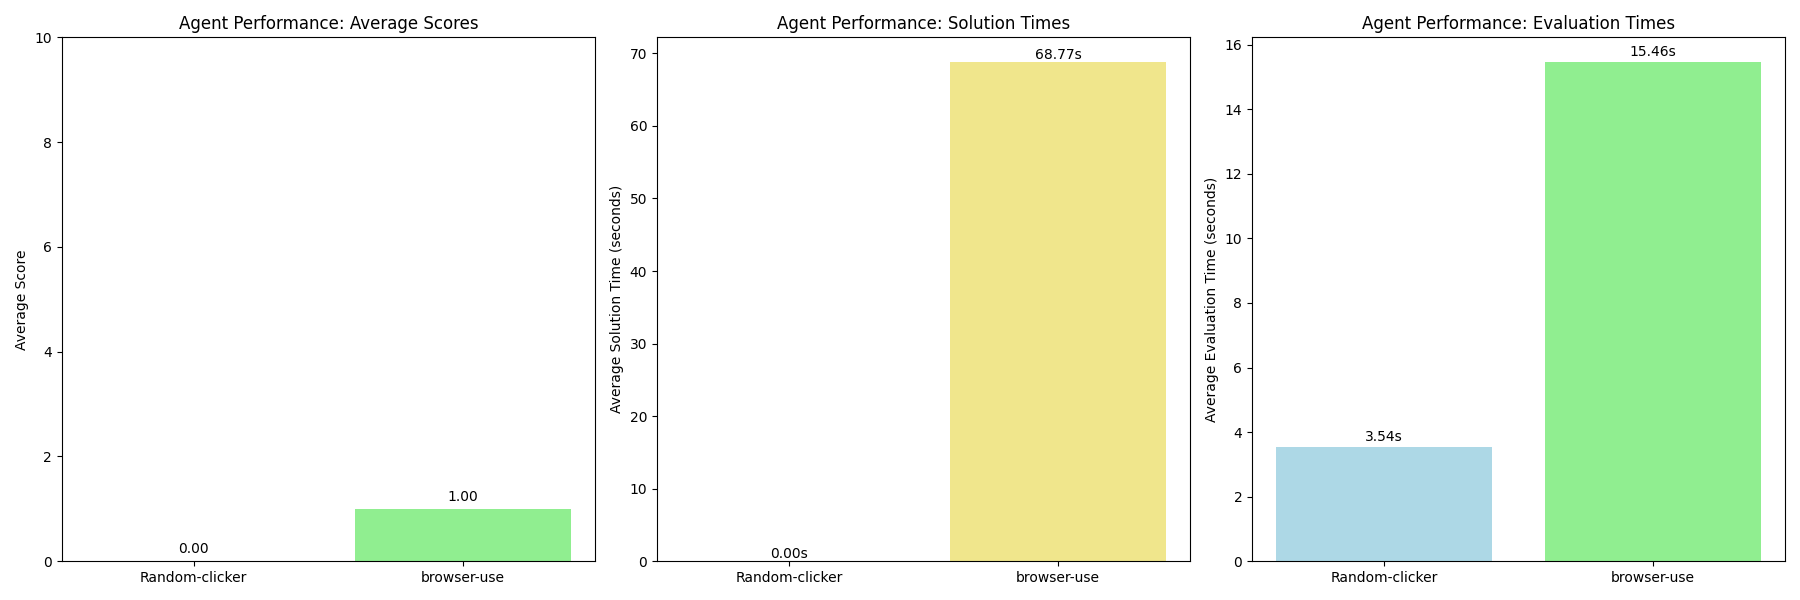 Agent Performance: Average Scores
Average Score
10
8
6
4
2
0
0.00
1.00
Random-clicker
browser-use
Agent Performance: Solution Times
Average Solution Time (seconds)
70
60
50
40
30
20
10
0
0.00s
68.77s
Random-clicker
browser-use
Agent Performance: Evaluation Times
Average Evaluation Time (seconds)
16
14
12
10
8
6
4
2
0
3.54s
15.46s
Random-clicker
browser-use